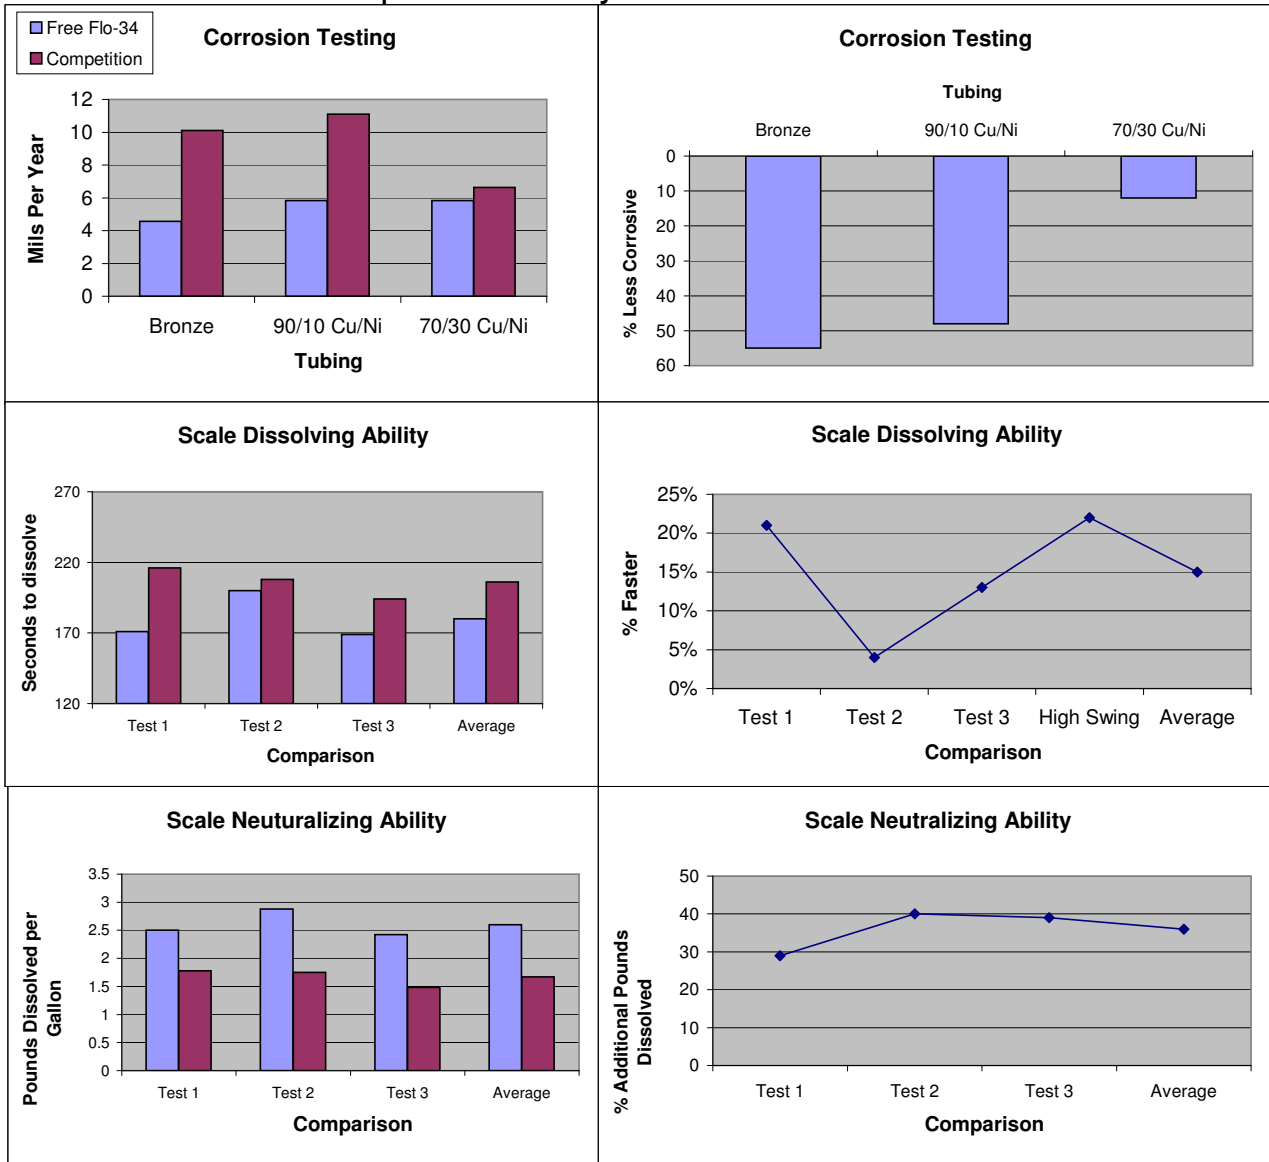 Free Flo-34
Competition
Corrosion Testing
Mils Per Year
12
10
8
6
4
2
0
Bronze
90/10 Cu/Ni
70/30 Cu/Ni
Tubing
Corrosion Testing
Tubing
Bronze
90/10 Cu/Ni
70/30 Cu/Ni
% Less Corrosive
0
10
20
30
40
50
60
Scale Dissolving Ability
Seconds to dissolve
270
220
170
120
Test 1
Test 2
Test 3
Average
Comparison
Scale Dissolving Ability
% Faster
25%
20%
15%
10%
5%
0%
Test 1
Test 2
Test 3
High Swing
Average
Comparison
Scale Neuturalizing Ability
Pounds Dissolved per
Gallon
3.5
3
2.5
2
1.5
1
0.5
0
Test 1
Test 2
Test 3
Average
Comparison
Scale Neutralizing Ability
% Additional Pounds
Dissolved
50
40
30
20
10
0
Test 1
Test 2
Test 3
Average
Comparison